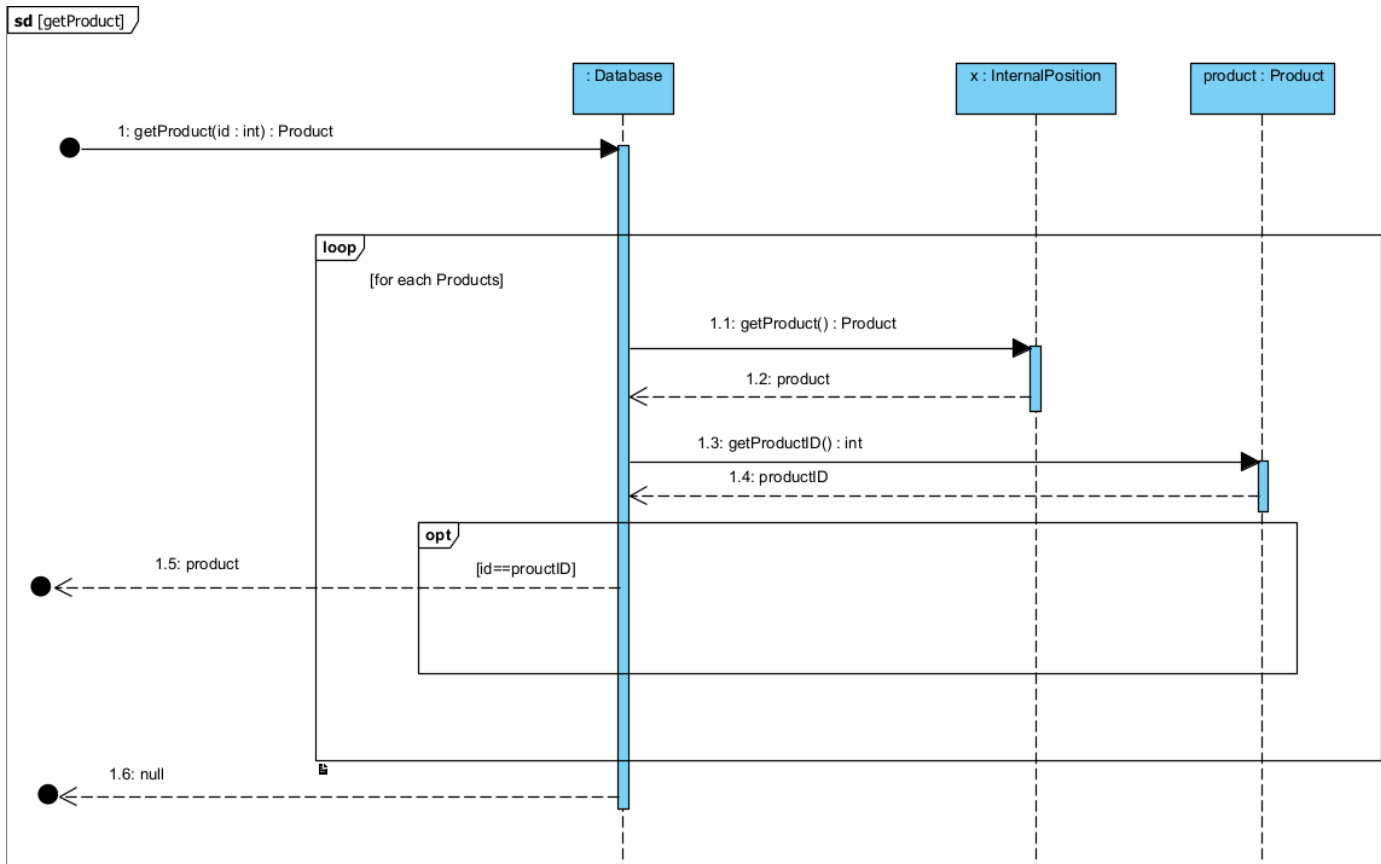 sd [getProduct]
: Database
x : InternalPosition
product : Product
1: getProduct(id : int) : Product
loop
[for each Products]
1.1: getProduct() : Product
1.2: product
1.3: getProductID() : int
1.4: productID
opt
1.5: product
[id==prouctID]
1.6: null